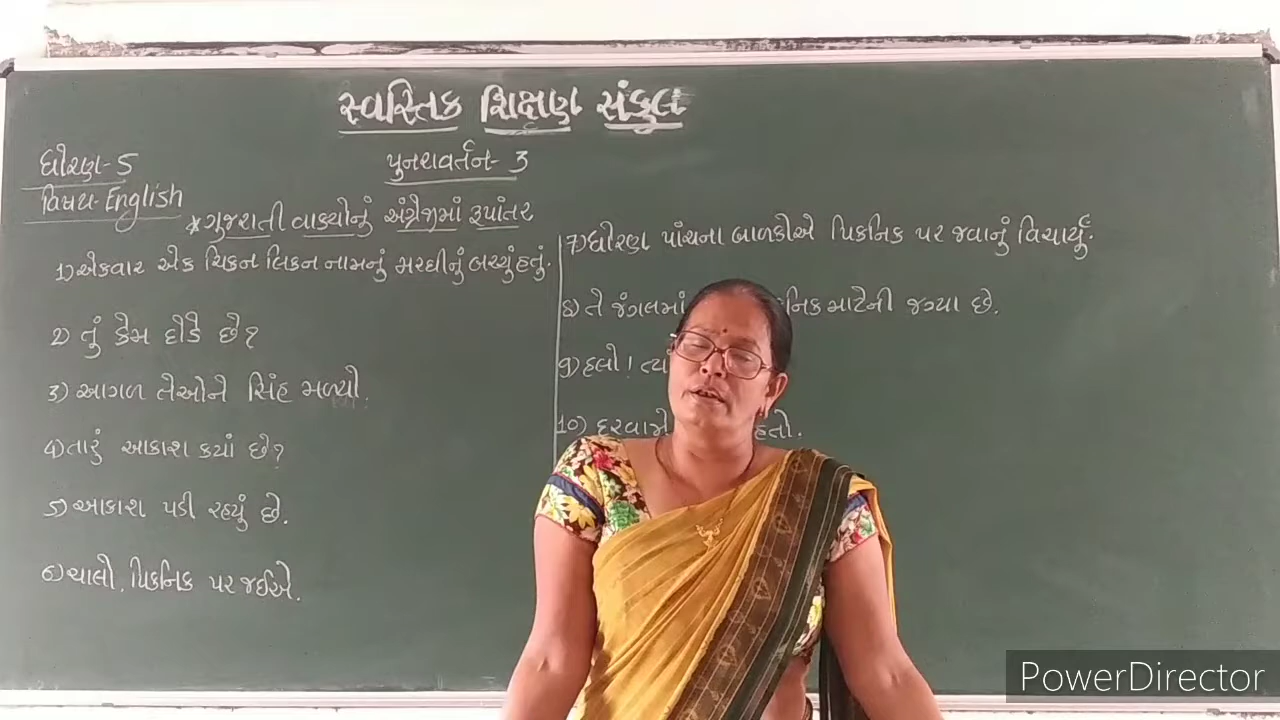 સ્વસ્તિક શિક્ષણ સંકુલ
ધોરણ-5
પુનરાવર્તન-3
વિષય-English
*ગુજરાતી વાક્યોનું અંગ્રેજીમાં રૂપાંતર
1) એકવાર એક ચિકન લિકન નામનું મરઘીનું બચ્ચું હતું.
2) તું કેમ દોડે છે?
3) આગળ તેઓને સિંહ મળ્યો.
4) તારું આકાશ કયાં છે?
5) આકાશ પડી રહ્યું છે.
6) ચાલો, પિકનિક પર જઈએ.
7) ધોરણ પાંચના બાળકોએ પિકનિક પર જવાનું વિચાર્યું.
8) તે જંગલમાં નિક માટેની જગ્યા છે.
9) હલો! ત્યાં
10) દરવાજો હતો.
PowerDirector